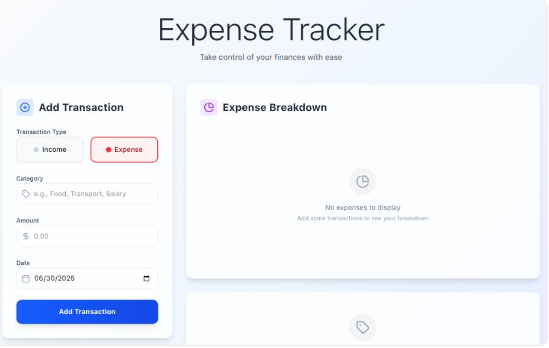 Expense Tracker
Take control of your finances with ease
Add Transaction
Transaction Type
Income
Expense
Category
e.g., Food, Transport, Salary
Amount
$ 0.00
Date
06/30/2025
Add Transaction
Expense Breakdown
No expenses to display
Add some transactions to see your breakdown